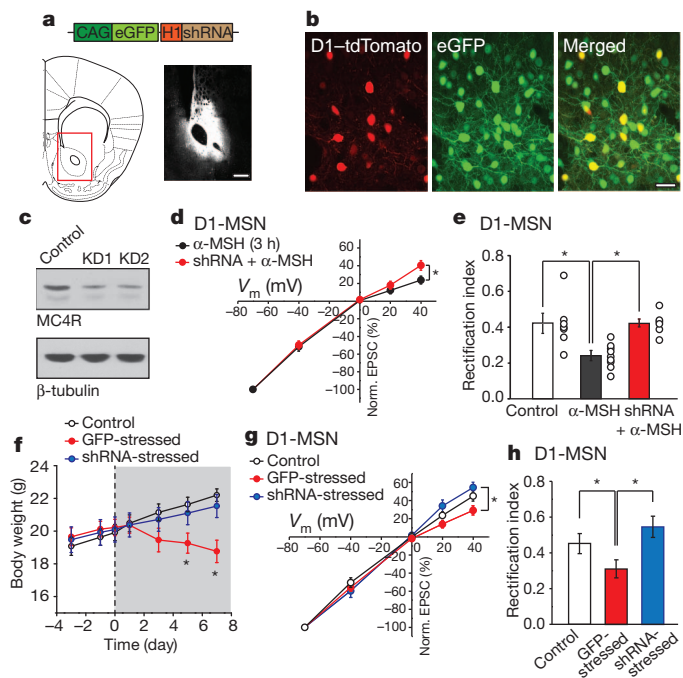 a
CAG eGFP H1 shRNA
b
D1–tdTomato eGFP Merged
c
Control KD1 KD2
MC4R
β-tubulin
d D1-MSN
α-MSH (3 h)
shRNA + α-MSH
Vm (mV)
–80 –60 –40 –20 0 20 40
60
40
20
–20
–40
–60
–80
–100
Norm. EPSC (%)
*
e D1-MSN
Rectification index
0.8
0.6
0.4
0.2
0
* *
Control α-MSH shRNA
+ α-MSH
f
Control
GFP-stressed
shRNA-stressed
Body weight (g)
24
22
20
18
16
* *
–4 –2 0 2 4 6 8
Time (day)
g D1-MSN
Control
GFP-stressed
shRNA-stressed
Vm (mV)
–80 –60 –40 –20 0 20 40
60
40
20
–20
–40
–60
–80
–100
Norm. EPSC (%)
*
h D1-MSN
Rectification index
0.8
0.6
0.4
0.2
0
* *
Control
GFP-
stressed
shRNA-
stressed